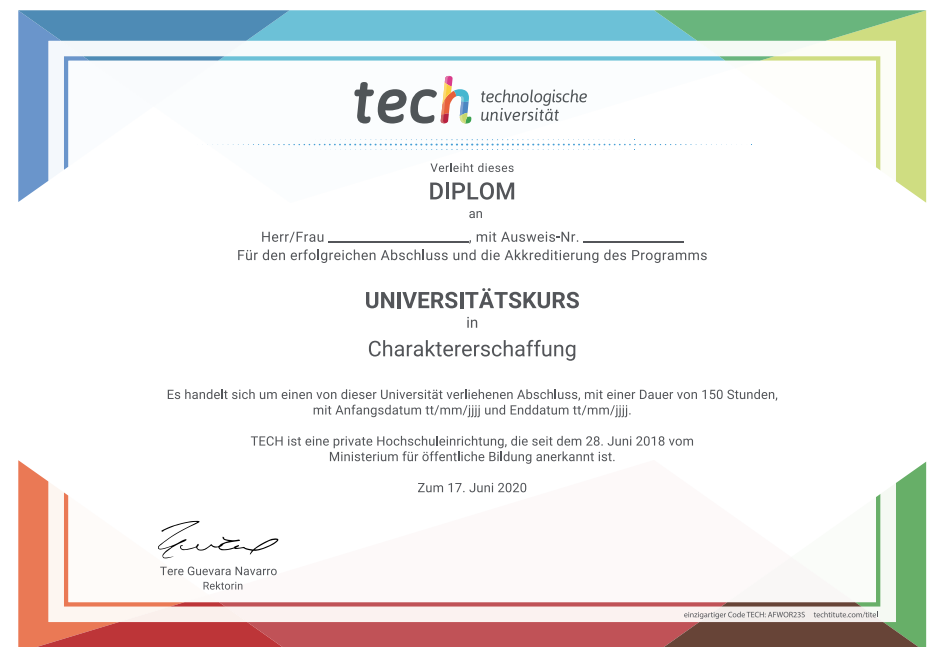 tech technologische
universität
Verleiht dieses
DIPLOM
an
Herr/Frau ____________________, mit Ausweis-Nr. ______________
Für den erfolgreichen Abschluss und die Akkreditierung des Programms
UNIVERSITÄTSKURS
in
Charaktererschaffung
Es handelt sich um einen von dieser Universität verliehenen Abschluss, mit einer Dauer von 150 Stunden,
mit Anfangsdatum tt/mm/jjjj und Enddatum tt/mm/jjjj.
TECH ist eine private Hochschuleinrichtung, die seit dem 28. Juni 2018 vom
Ministerium für öffentliche Bildung anerkannt ist.
Zum 17. Juni 2020
Tere Guevara Navarro
Rektorin
einzigartiger Code TECH: AFWOR23S techtitute.com/titel